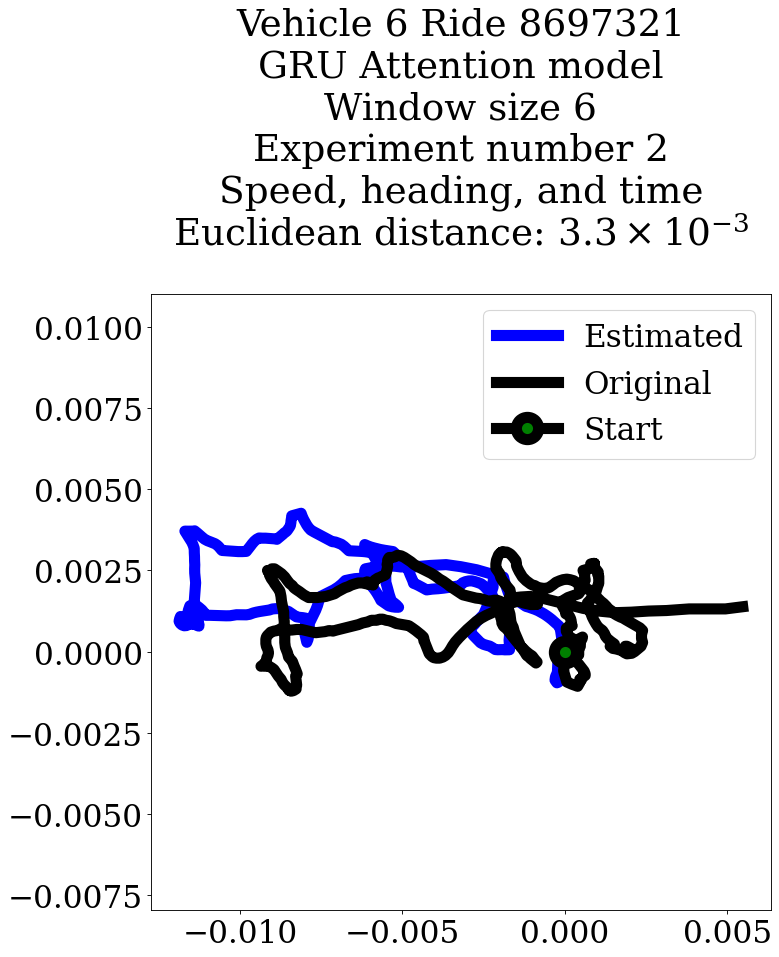 Vehicle 6 Ride 8697321
GRU Attention model
Window size 6
Experiment number 2
Speed, heading, and time
Euclidean distance: 3.3 × 10⁻³
Estimated
Original
Start
0.0100
0.0075
0.0050
0.0025
0.0000
−0.0025
−0.0050
−0.0075
−0.010
−0.005
0.000
0.005